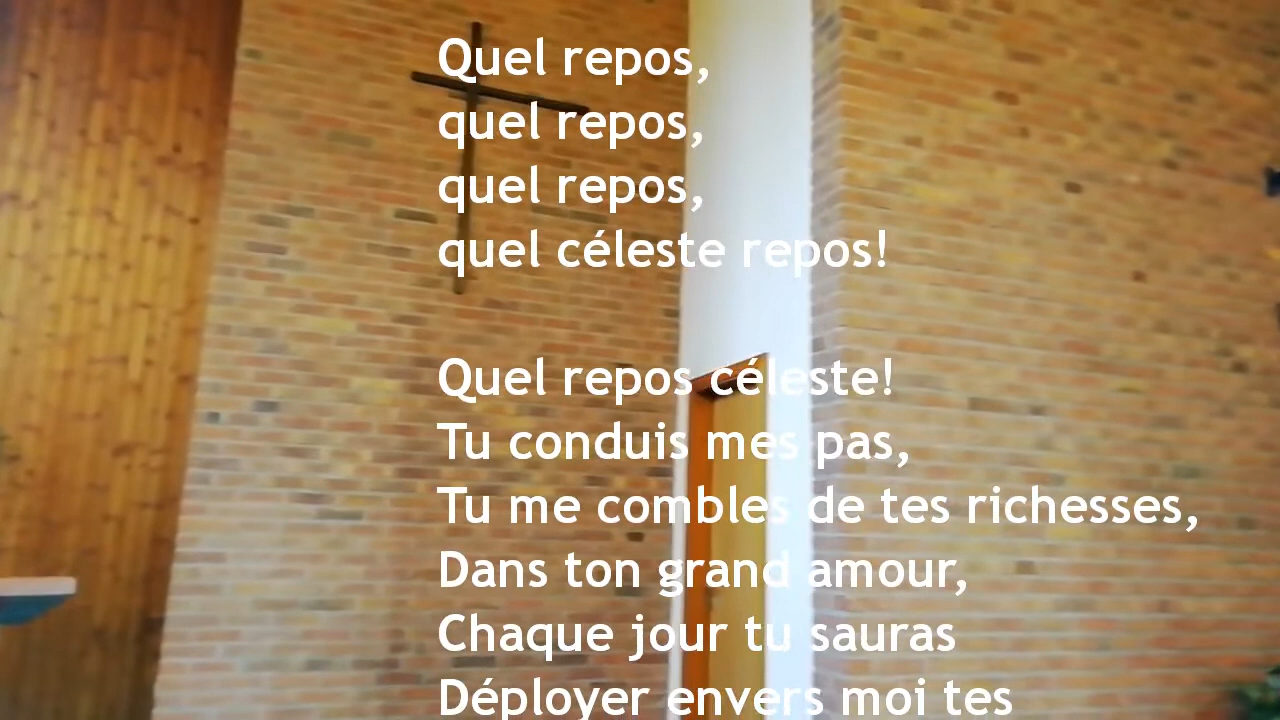 Quel repos,
quel repos,
quel repos,
quel céleste repos!
Quel repos céleste!
Tu conduis mes pas,
Tu me combles de tes richesses,
Dans ton grand amour,
Chaque jour tu sauras
Déployer envers moi tes